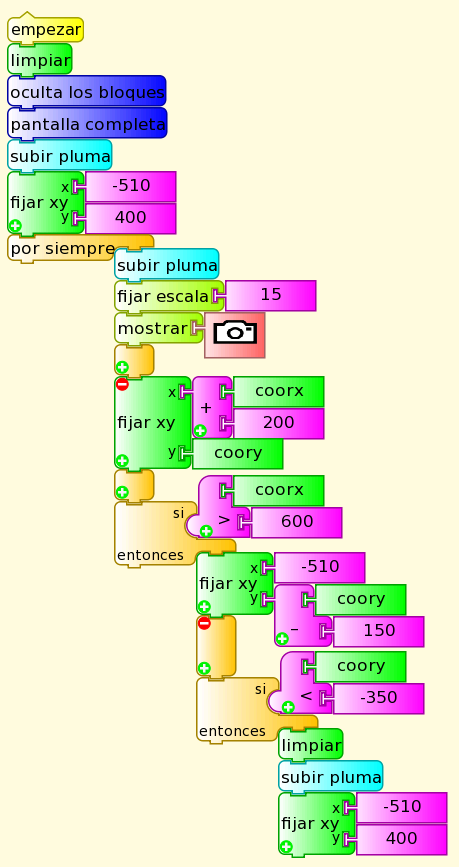 empezar
limpiar
oculta los bloques
pantalla completa
subir pluma
fijar xy x -510
y 400
por siempre
subir pluma
fijar escala 15
mostrar
fijar xy x + coorx
200
y coory
si > coorx
600
entonces
fijar xy x -510
y - coory
150
si < coory
-350
entonces
limpiar
subir pluma
fijar xy x -510
y 400